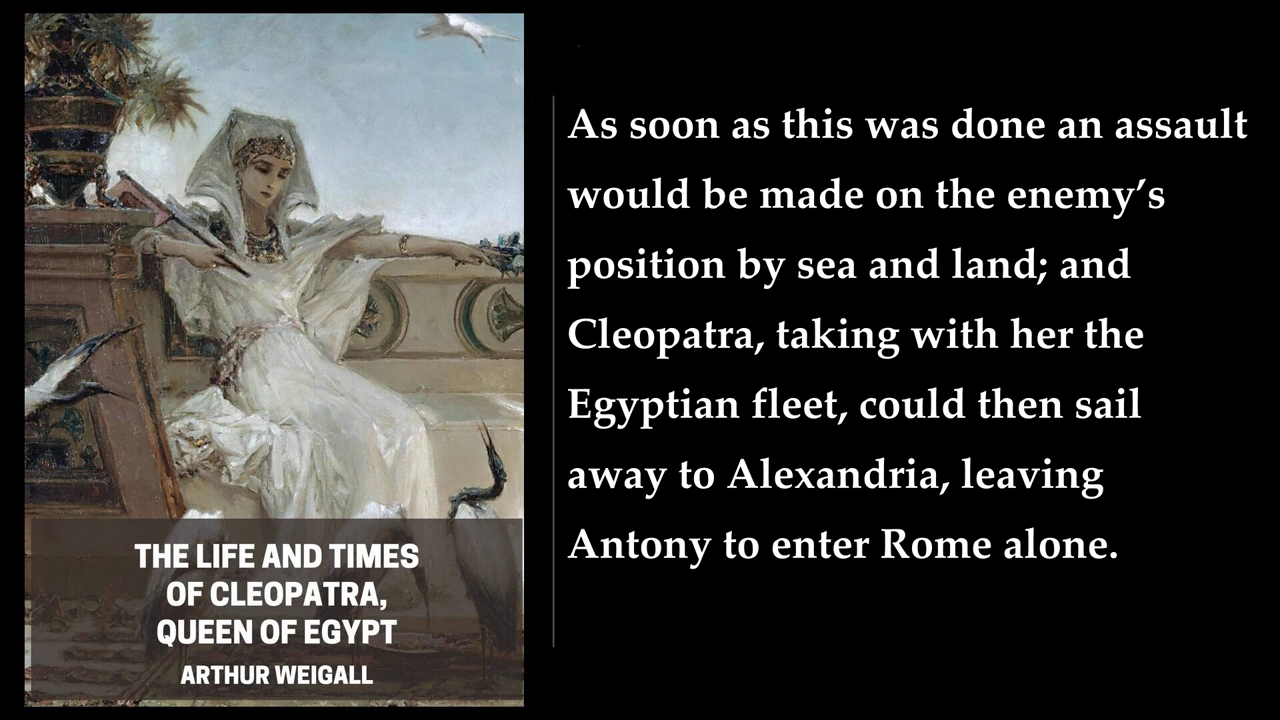 THE LIFE AND TIMES
OF CLEOPATRA,
QUEEN OF EGYPT
ARTHUR WEIGALL
As soon as this was done an assault
would be made on the enemy’s
position by sea and land; and
Cleopatra, taking with her the
Egyptian fleet, could then sail
away to Alexandria, leaving
Antony to enter Rome alone.